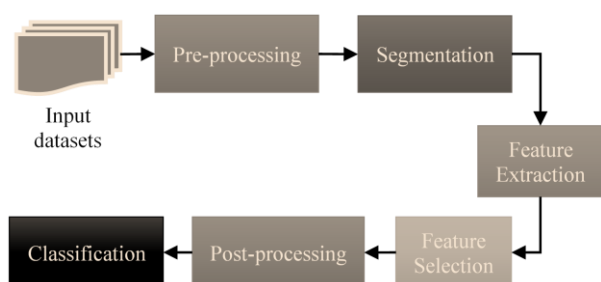 Input
datasets
Pre-processing
Segmentation
Feature
Extraction
Feature
Selection
Post-processing
Classification